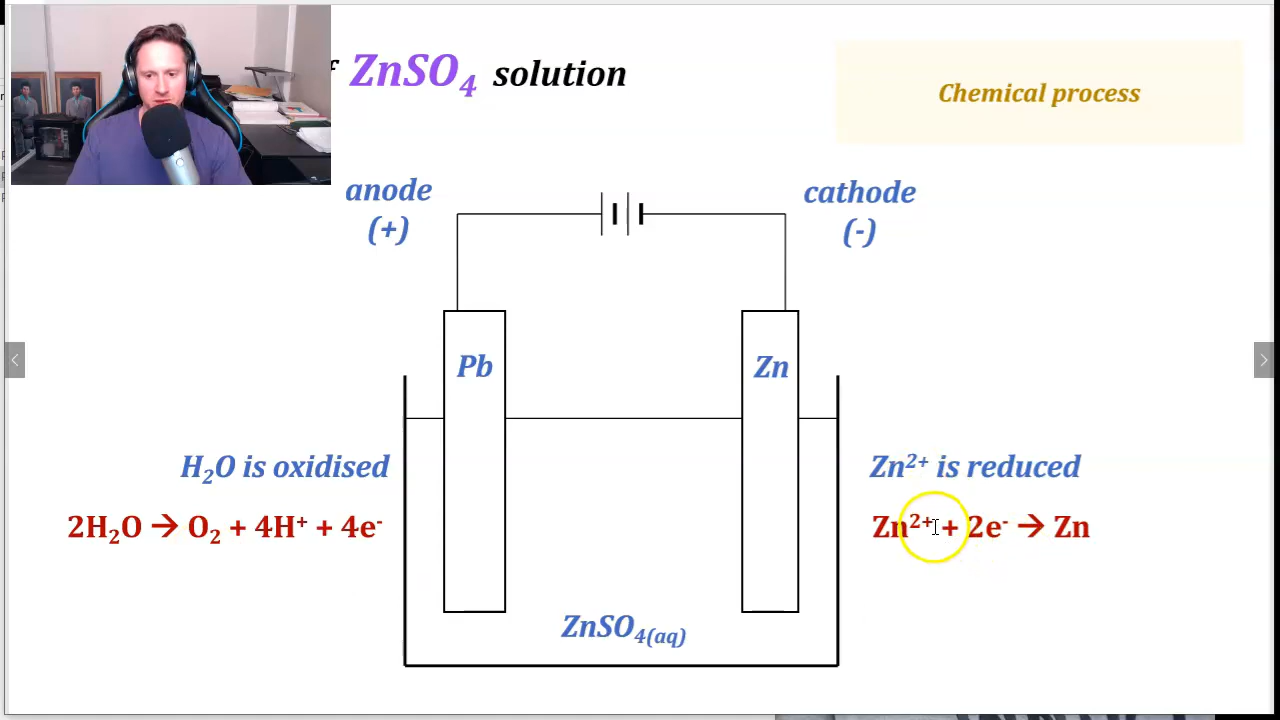 ZnSO₄ solution
Chemical process
anode
(+)
cathode
(-)
Pb
Zn
H₂O is oxidised
Zn²⁺ is reduced
2H₂O → O₂ + 4H⁺ + 4e⁻
Zn²⁺ + 2e⁻ → Zn
ZnSO₄(aq)